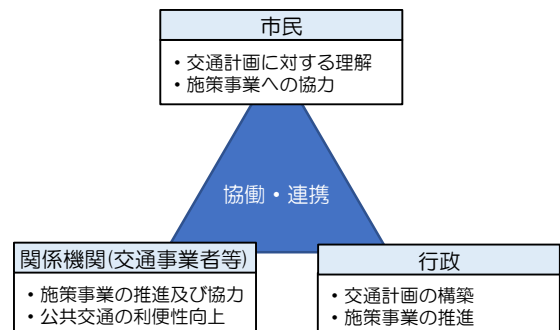 市民
・交通計画に対する理解
・施策事業への協力
協働・連携
関係機関(交通事業者等)
・施策事業の推進及び協力
・公共交通の利便性向上
行政
・交通計画の構築
・施策事業の推進